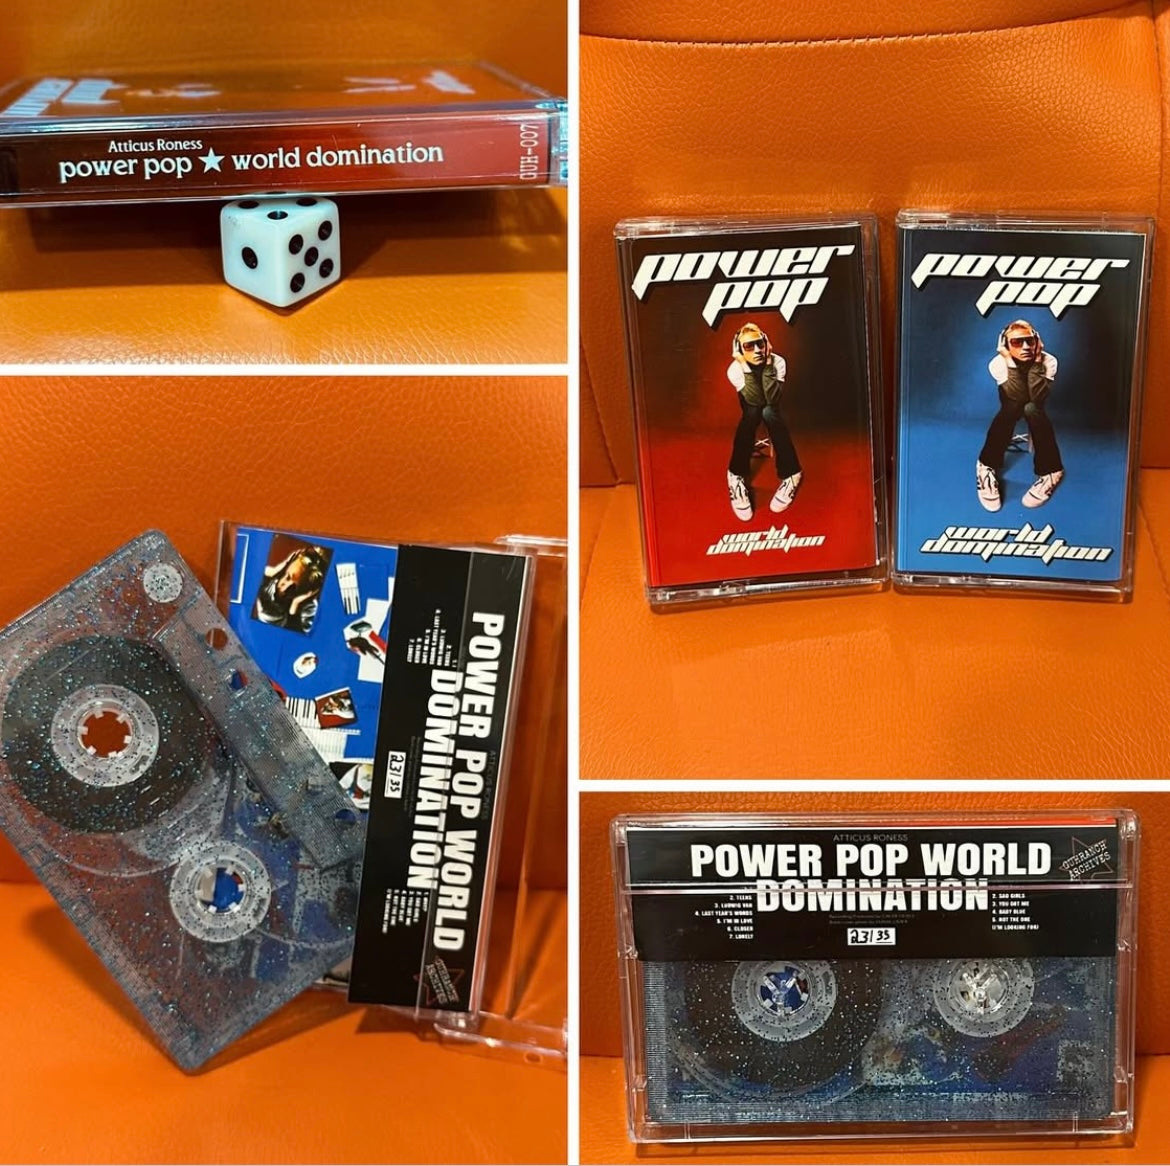 Atticus Roness
power pop ★ world domination
GUH-007
power
pop
world
domination
power
pop
world
domination
POWER POP WORLD
DOMINATION
23/35
ATTICUS RONESS
POWER POP WORLD
DOMINATION
GUHRANCH
ARCHIVES
2. TEENS
3. LUDWIG VAN
4. LAST YEAR'S WORDS
5. I'M IN LOVE
6. CLOSER
7. LONELY
2. SAD GIRLS
3. YOU GOT ME
4. BABY BLUE
5. NOT THE ONE
(I'M LOOKING FOR)
23/35